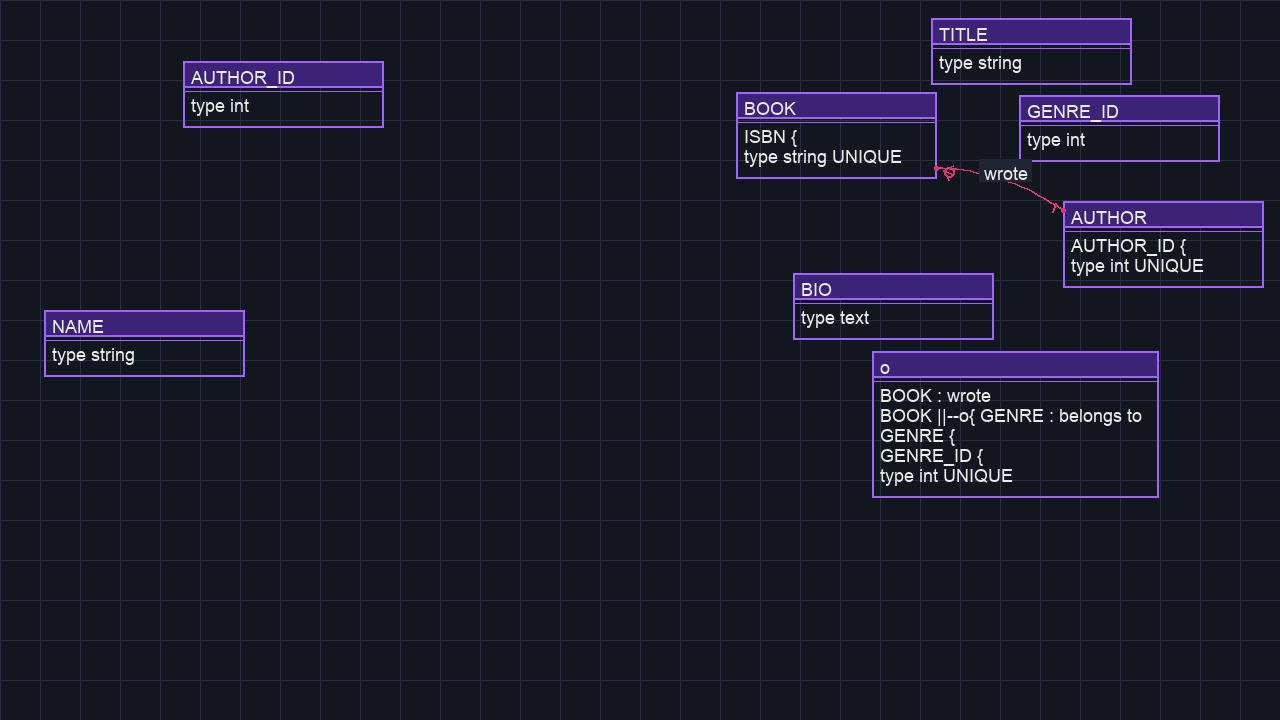 TITLE
type string
AUTHOR_ID
type int
BOOK
ISBN {
type string UNIQUE
GENRE_ID
type int
wrote
AUTHOR
AUTHOR_ID {
type int UNIQUE
BIO
type text
NAME
type string
o
BOOK : wrote
BOOK ||--o{ GENRE : belongs to
GENRE {
GENRE_ID {
type int UNIQUE